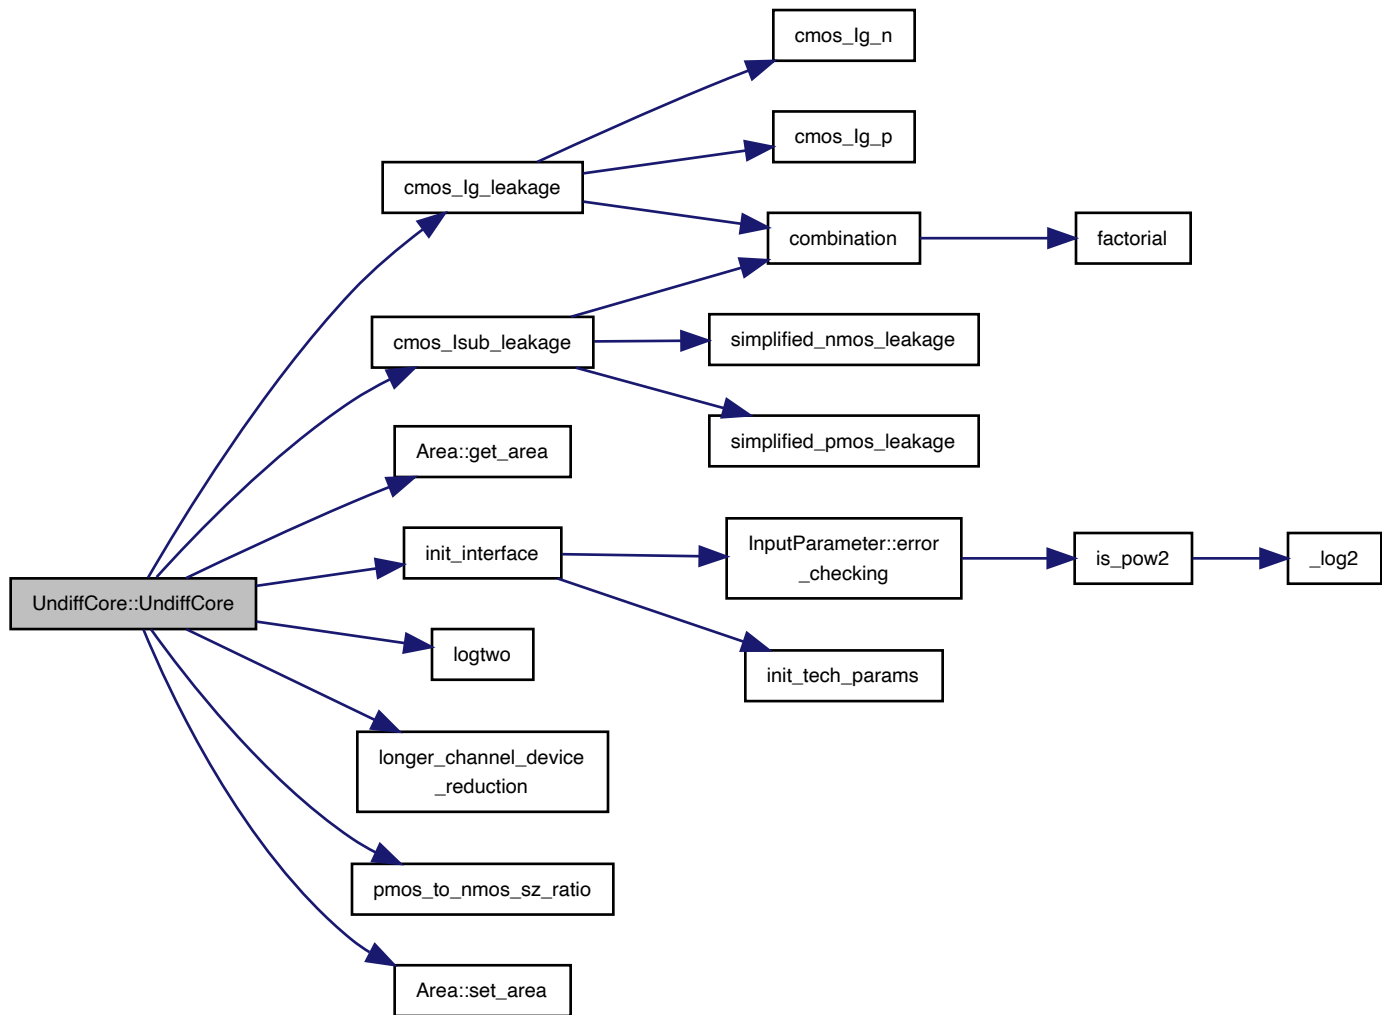 cmos_Ig_n
cmos_Ig_p
cmos_Ig_leakage
combination
factorial
cmos_Isub_leakage
simplified_nmos_leakage
simplified_pmos_leakage
Area::get_area
init_interface
InputParameter::error
_checking
is_pow2
_log2
UndiffCore::UndiffCore
logtwo
init_tech_params
longer_channel_device
_reduction
pmos_to_nmos_sz_ratio
Area::set_area